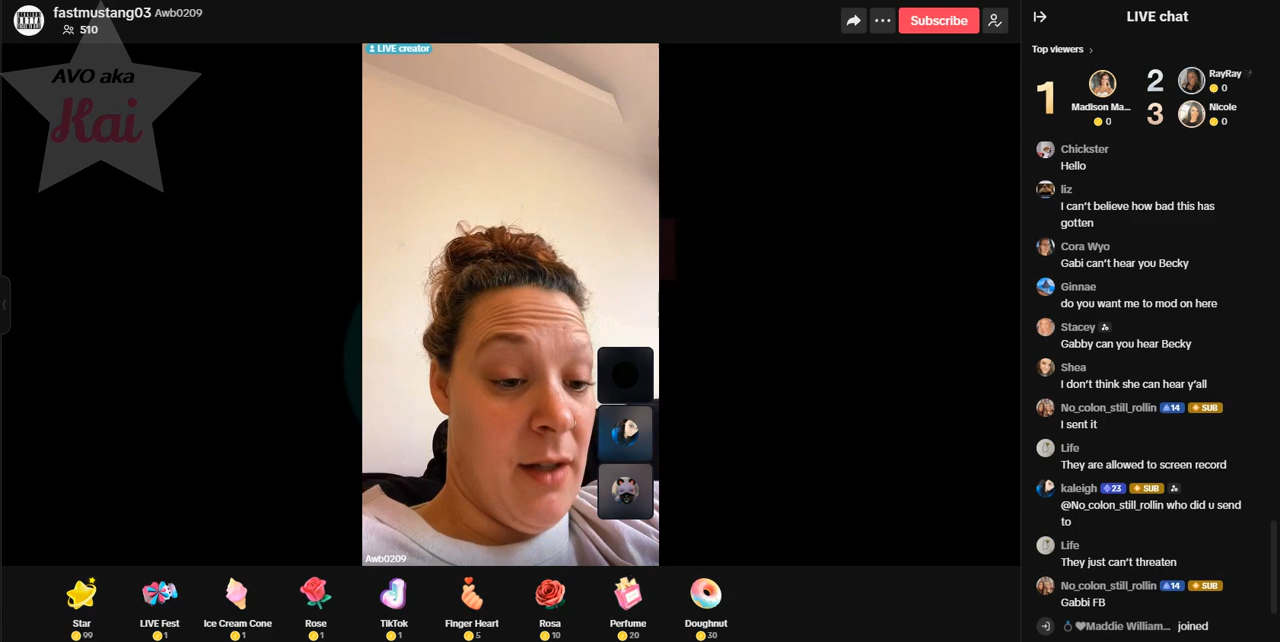 fastmustang03 Awb0209
510
Subscribe
LIVE creator
AVO aka
Kai
Awb0209
Star
99
LIVE Fest
1
Ice Cream Cone
1
Rose
1
TikTok
1
Finger Heart
5
Rosa
10
Perfume
20
Doughnut
30
LIVE chat
Top viewers
1
Madison Ma...
0
2
RayRay
0
3
Nicole
0
Chickster
Hello
liz
I can't believe how bad this has
gotten
Cora Wyo
Gabi can't hear you Becky
Ginnae
do you want me to mod on here
Stacey
Gabby can you hear Becky
Shea
I don't think she can hear y'all
No_colon_still_rollin 14 SUB
I sent it
Life
They are allowed to screen record
kaleigh 23 SUB
@No_colon_still_rollin who did u send
to
Life
They just can't threaten
No_colon_still_rollin 14 SUB
Gabbi FB
Maddie William... joined